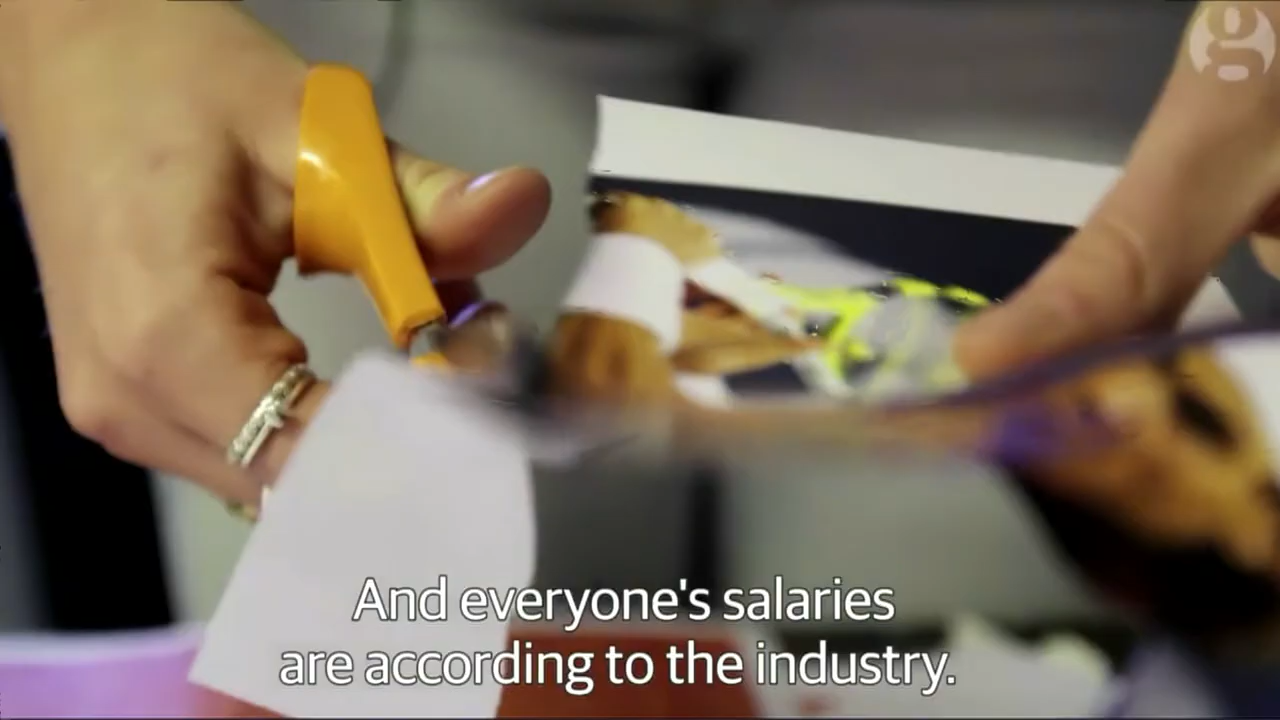 g
And everyone's salaries
are according to the industry.